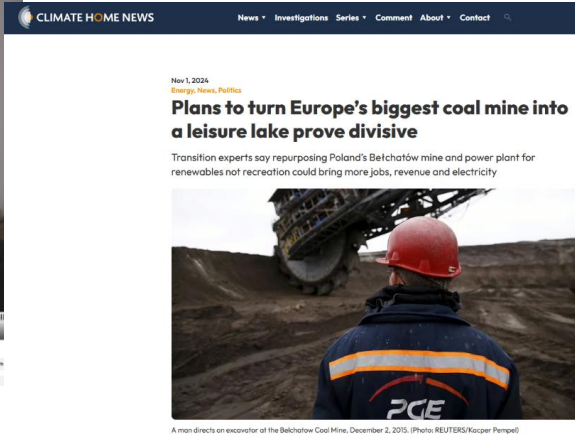 CLIMATE HOME NEWS
News Investigations Series Comment About Contact
Nov 1, 2024
Energy, News, Politics
Plans to turn Europe's biggest coal mine into
a leisure lake prove divisive
Transition experts say repurposing Poland's Bełchatów mine and power plant for
renewables not recreation could bring more jobs, revenue and electricity
PGE
A man directs an excavator at the Belchatow Coal Mine, December 2, 2015. (Photo: REUTERS/Kacper Pempel)